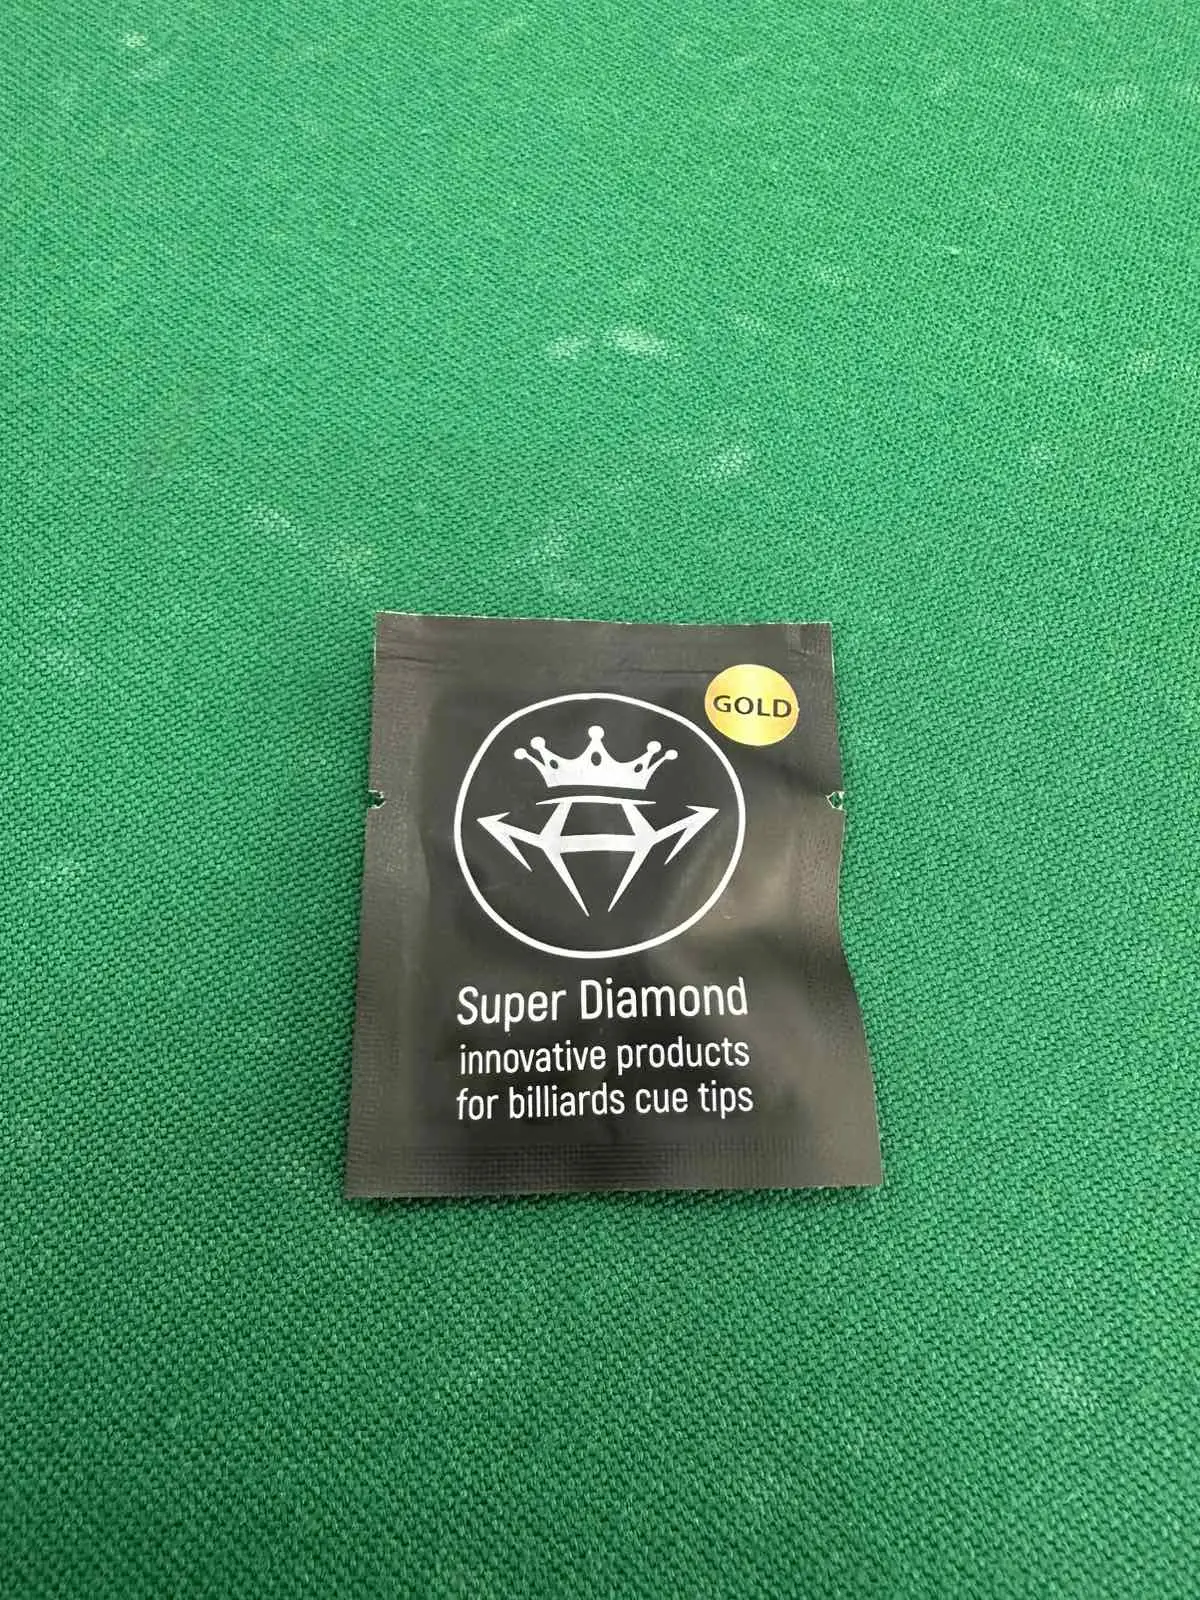 GOLD
Super Diamond
innovative products
for billiards cue tips